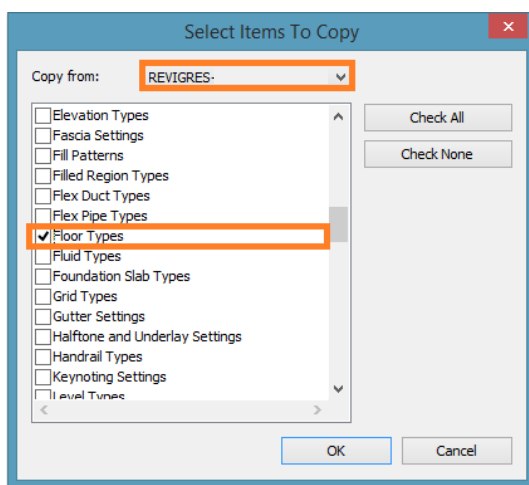 Select Items To Copy
Copy from:
REVIGRES-
Elevation Types
Fascia Settings
Fill Patterns
Filled Region Types
Flex Duct Types
Flex Pipe Types
Floor Types
Fluid Types
Foundation Slab Types
Grid Types
Gutter Settings
Halftone and Underlay Settings
Handrail Types
Keynoting Settings
Level Types
Check All
Check None
OK
Cancel